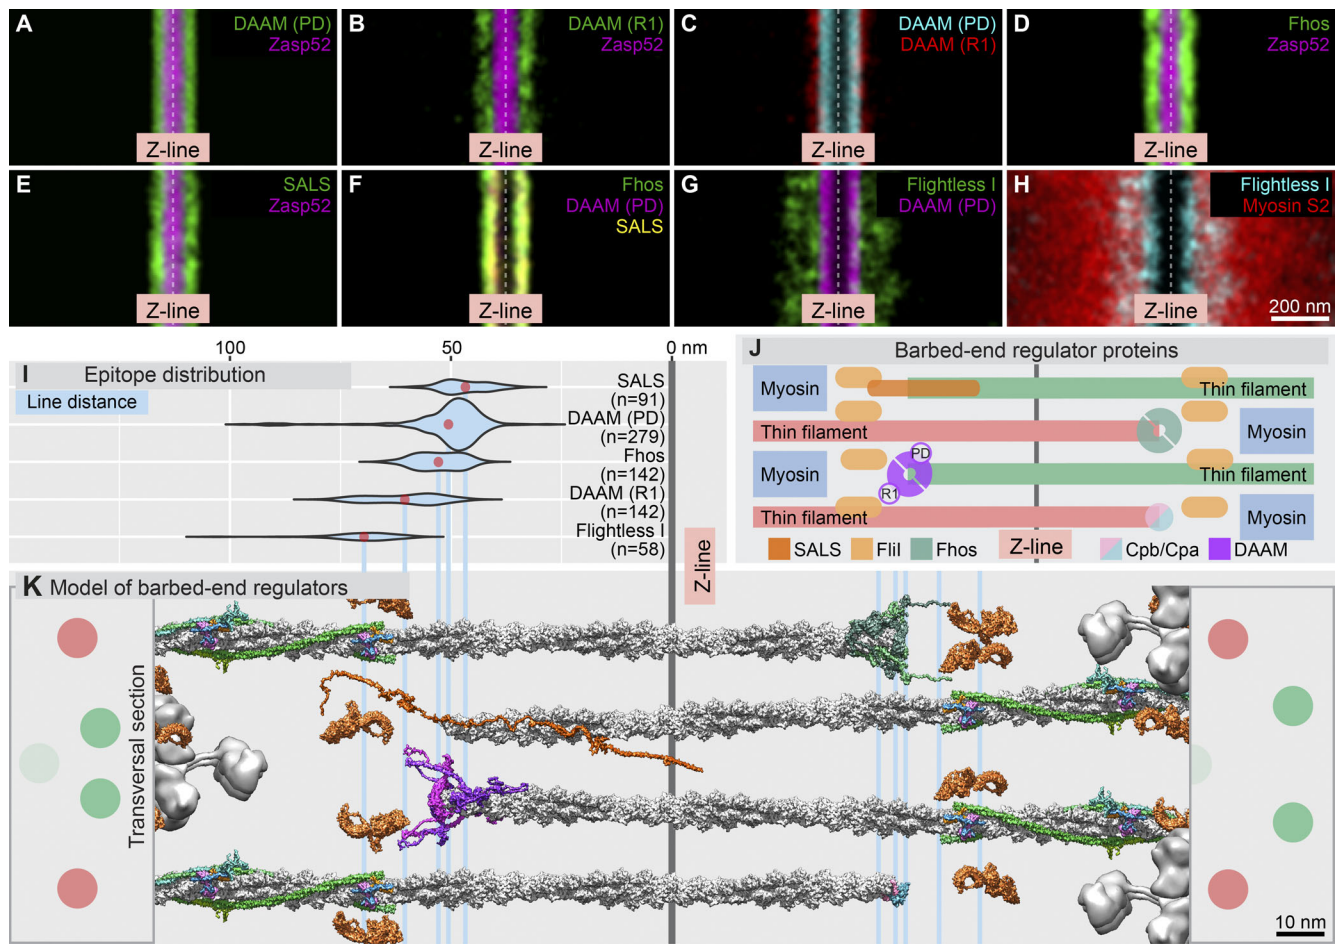 A
DAAM (PD)
Zasp52
Z-line
B
DAAM (R1)
Zasp52
Z-line
C
DAAM (PD)
DAAM (R1)
Z-line
D
Fhos
Zasp52
Z-line
E
SALS
Zasp52
Z-line
F
Fhos
DAAM (PD)
SALS
Z-line
G
Flightless I
DAAM (PD)
Z-line
H
Flightless I
Myosin S2
Z-line
200 nm
100
50
0 nm
I
Epitope distribution
Line distance
SALS
(n=91)
DAAM (PD)
(n=279)
Fhos
(n=142)
DAAM (R1)
(n=142)
Flightless I
(n=58)
Z-line
J
Barbed-end regulator proteins
Myosin
Thin filament
Thin filament
Myosin
Myosin
PD
R1
Thin filament
Thin filament
Myosin
SALS
FliI
Fhos
Z-line
Cpb/Cpa
DAAM
K
Model of barbed-end regulators
Transversal section
10 nm